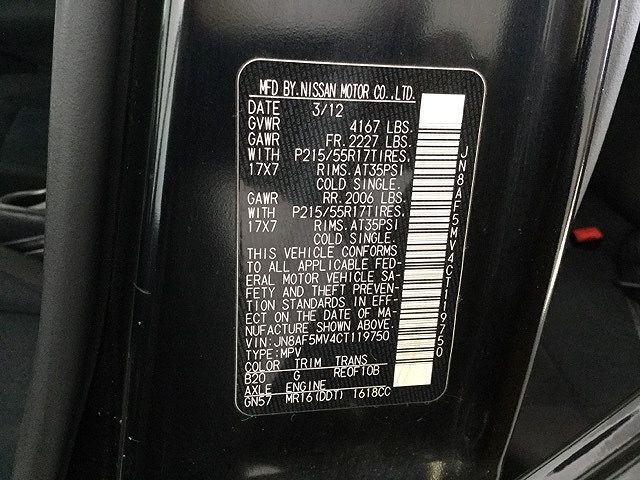 MFD BY.NISSAN MOTOR CO.,LTD.
DATE 3/12
GVWR 4167 LBS.
GAWR FR.2227 LBS.
WITH P215/55R17TIRES,
17X7 RIMS.AT35PSI
COLD SINGLE.
GAWR RR.2006 LBS.
WITH P215/55R17TIRES.
17X7 RIMS.AT35PSI
COLD SINGLE.
THIS VEHICLE CONFORMS
TO ALL APPLICABLE FED-
ERAL MOTOR VEHICLE SA-
FETY AND THEFT PREVEN-
TION STANDARDS IN EFF-
ECT ON THE DATE OF MA-
NUFACTURE SHOWN ABOVE.
VIN:JN8AF5MV4CT119750
TYPE:MPV
COLOR TRIM TRANS
B20 G RE0F10B
AXLE ENGINE
GN57 MR16(DDT) 1618CC
JN8AF5MV4CT119750